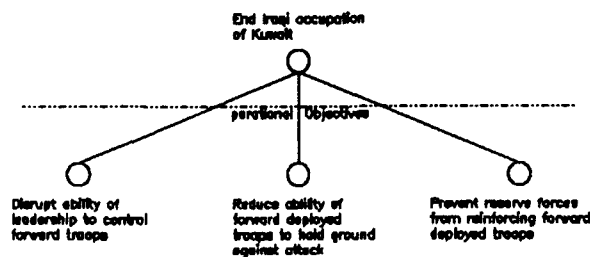 End Iraqi occupation
of Kuwait
perational Objectives
Disrupt ability of
leadership to control
forward troops
Reduce ability of
forward deployed
troops to hold ground
against attack
Prevent reserve forces
from reinforcing forward
deployed troops